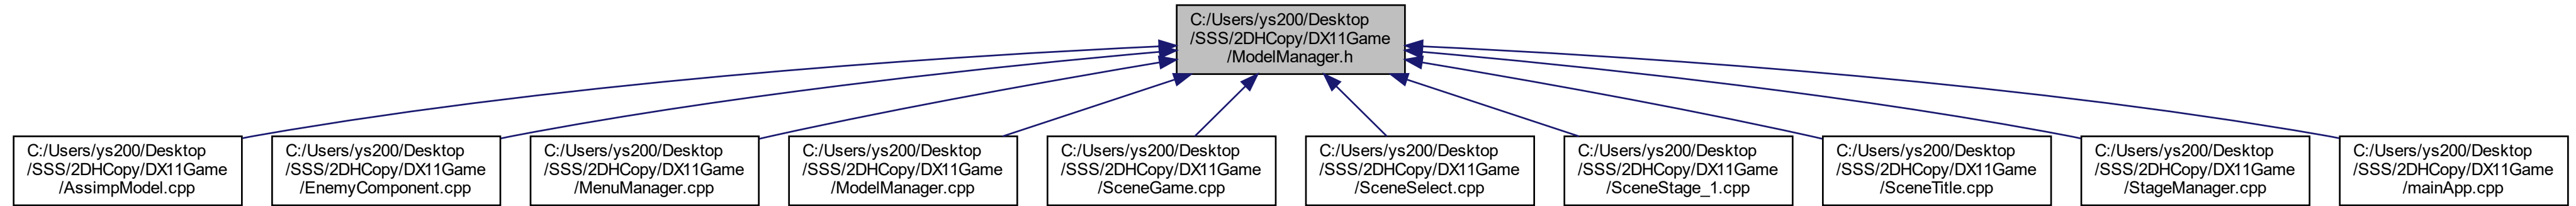 C:/Users/ys200/Desktop
/SSS/2DHCopy/DX11Game
/ModelManager.h
C:/Users/ys200/Desktop
/SSS/2DHCopy/DX11Game
/AssimpModel.cpp
C:/Users/ys200/Desktop
/SSS/2DHCopy/DX11Game
/EnemyComponent.cpp
C:/Users/ys200/Desktop
/SSS/2DHCopy/DX11Game
/MenuManager.cpp
C:/Users/ys200/Desktop
/SSS/2DHCopy/DX11Game
/ModelManager.cpp
C:/Users/ys200/Desktop
/SSS/2DHCopy/DX11Game
/SceneGame.cpp
C:/Users/ys200/Desktop
/SSS/2DHCopy/DX11Game
/SceneSelect.cpp
C:/Users/ys200/Desktop
/SSS/2DHCopy/DX11Game
/SceneStage_1.cpp
C:/Users/ys200/Desktop
/SSS/2DHCopy/DX11Game
/SceneTitle.cpp
C:/Users/ys200/Desktop
/SSS/2DHCopy/DX11Game
/StageManager.cpp
C:/Users/ys200/Desktop
/SSS/2DHCopy/DX11Game
/mainApp.cpp